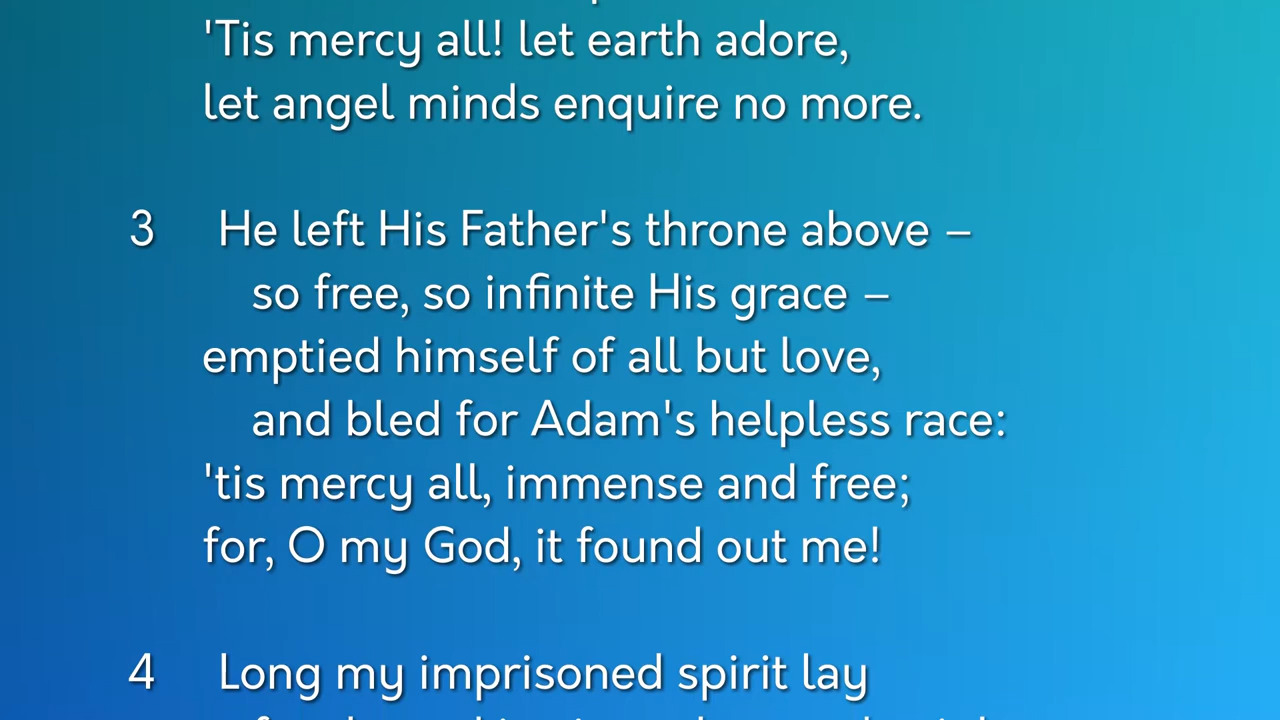 'Tis mercy all! let earth adore,
let angel minds enquire no more.
3 He left His Father's throne above –
so free, so infinite His grace –
emptied himself of all but love,
and bled for Adam's helpless race:
'tis mercy all, immense and free;
for, O my God, it found out me!
4 Long my imprisoned spirit lay